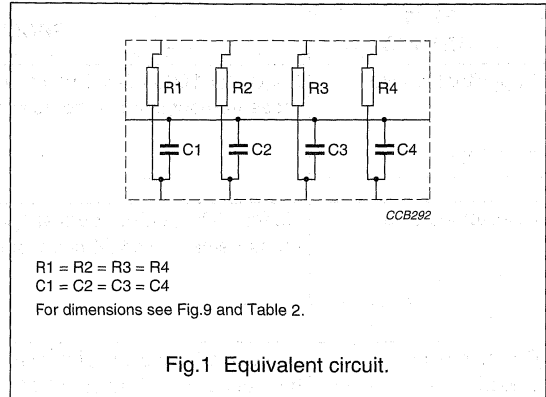 R1 R2 R3 R4
C1 C2 C3 C4
CCB292
R1 = R2 = R3 = R4
C1 = C2 = C3 = C4
For dimensions see Fig.9 and Table 2.
Fig.1 Equivalent circuit.